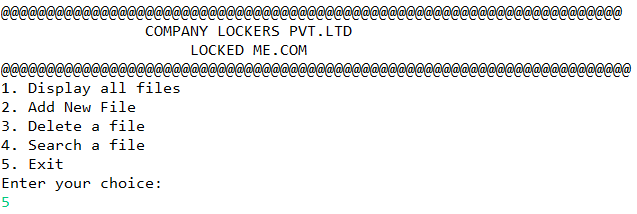 @@@@@@@@@@@@@@@@@@@@@@@@@@@@@@@@@@@@@@@@@@@@@@@@@@@@@@@@@@@@@@@@@@@@@
COMPANY LOCKERS PVT.LTD
LOCKED ME.COM
@@@@@@@@@@@@@@@@@@@@@@@@@@@@@@@@@@@@@@@@@@@@@@@@@@@@@@@@@@@@@@@@@@@@@@
1. Display all files
2. Add New File
3. Delete a file
4. Search a file
5. Exit
Enter your choice:
5